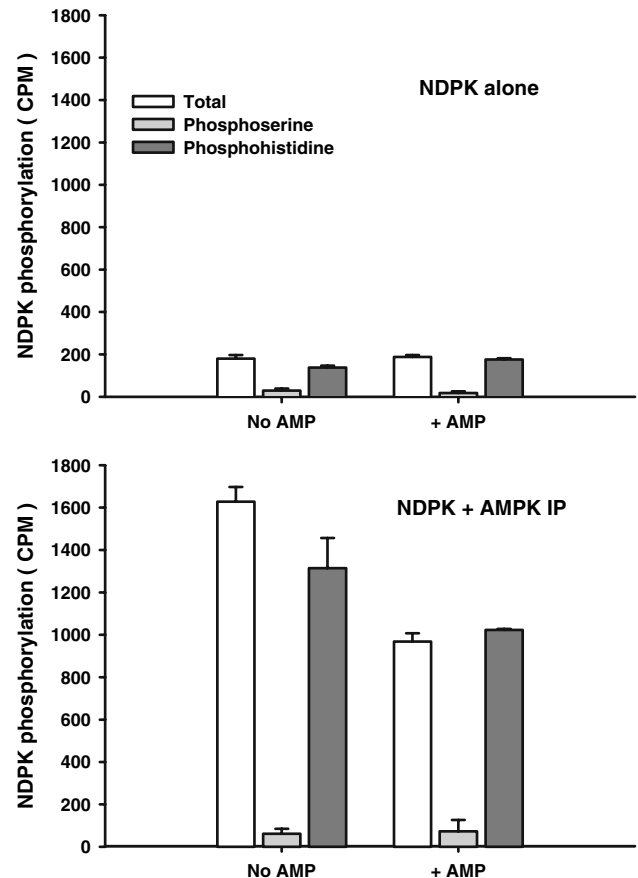 1800
1600
1400
1200
1000
800
600
400
200
0
NDPK phosphorylation ( CPM )
NDPK alone
Total
Phosphoserine
Phosphohistidine
No AMP
+ AMP
1800
1600
1400
1200
1000
800
600
400
200
0
NDPK phosphorylation ( CPM )
NDPK + AMPK IP
No AMP
+ AMP